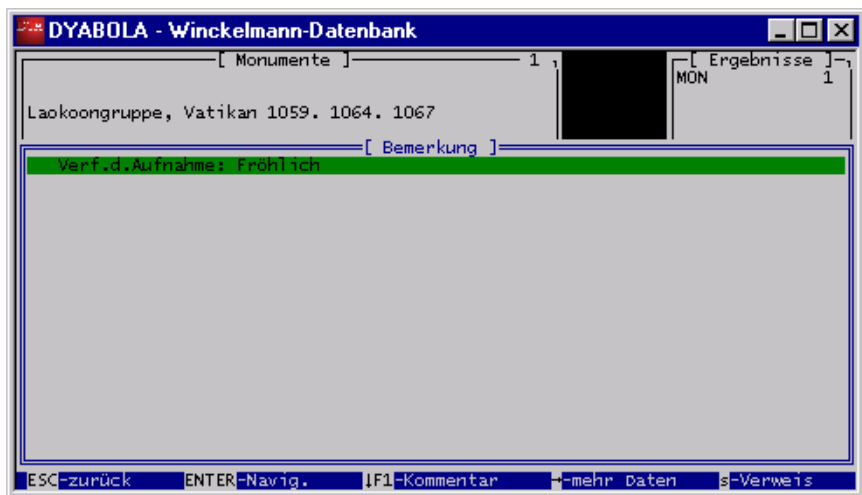 DYABOLA - Winckelmann-Datenbank
[ Monumente ] 1
[ Ergebnisse ]
MON 1
Laokoongruppe, Vatikan 1059. 1064. 1067
[ Bemerkung ]
Verf.d.Aufnahme: Fröhlich
ESC-zurück ENTER-Navig. ↓F1-Kommentar →-mehr Daten s-Verweis